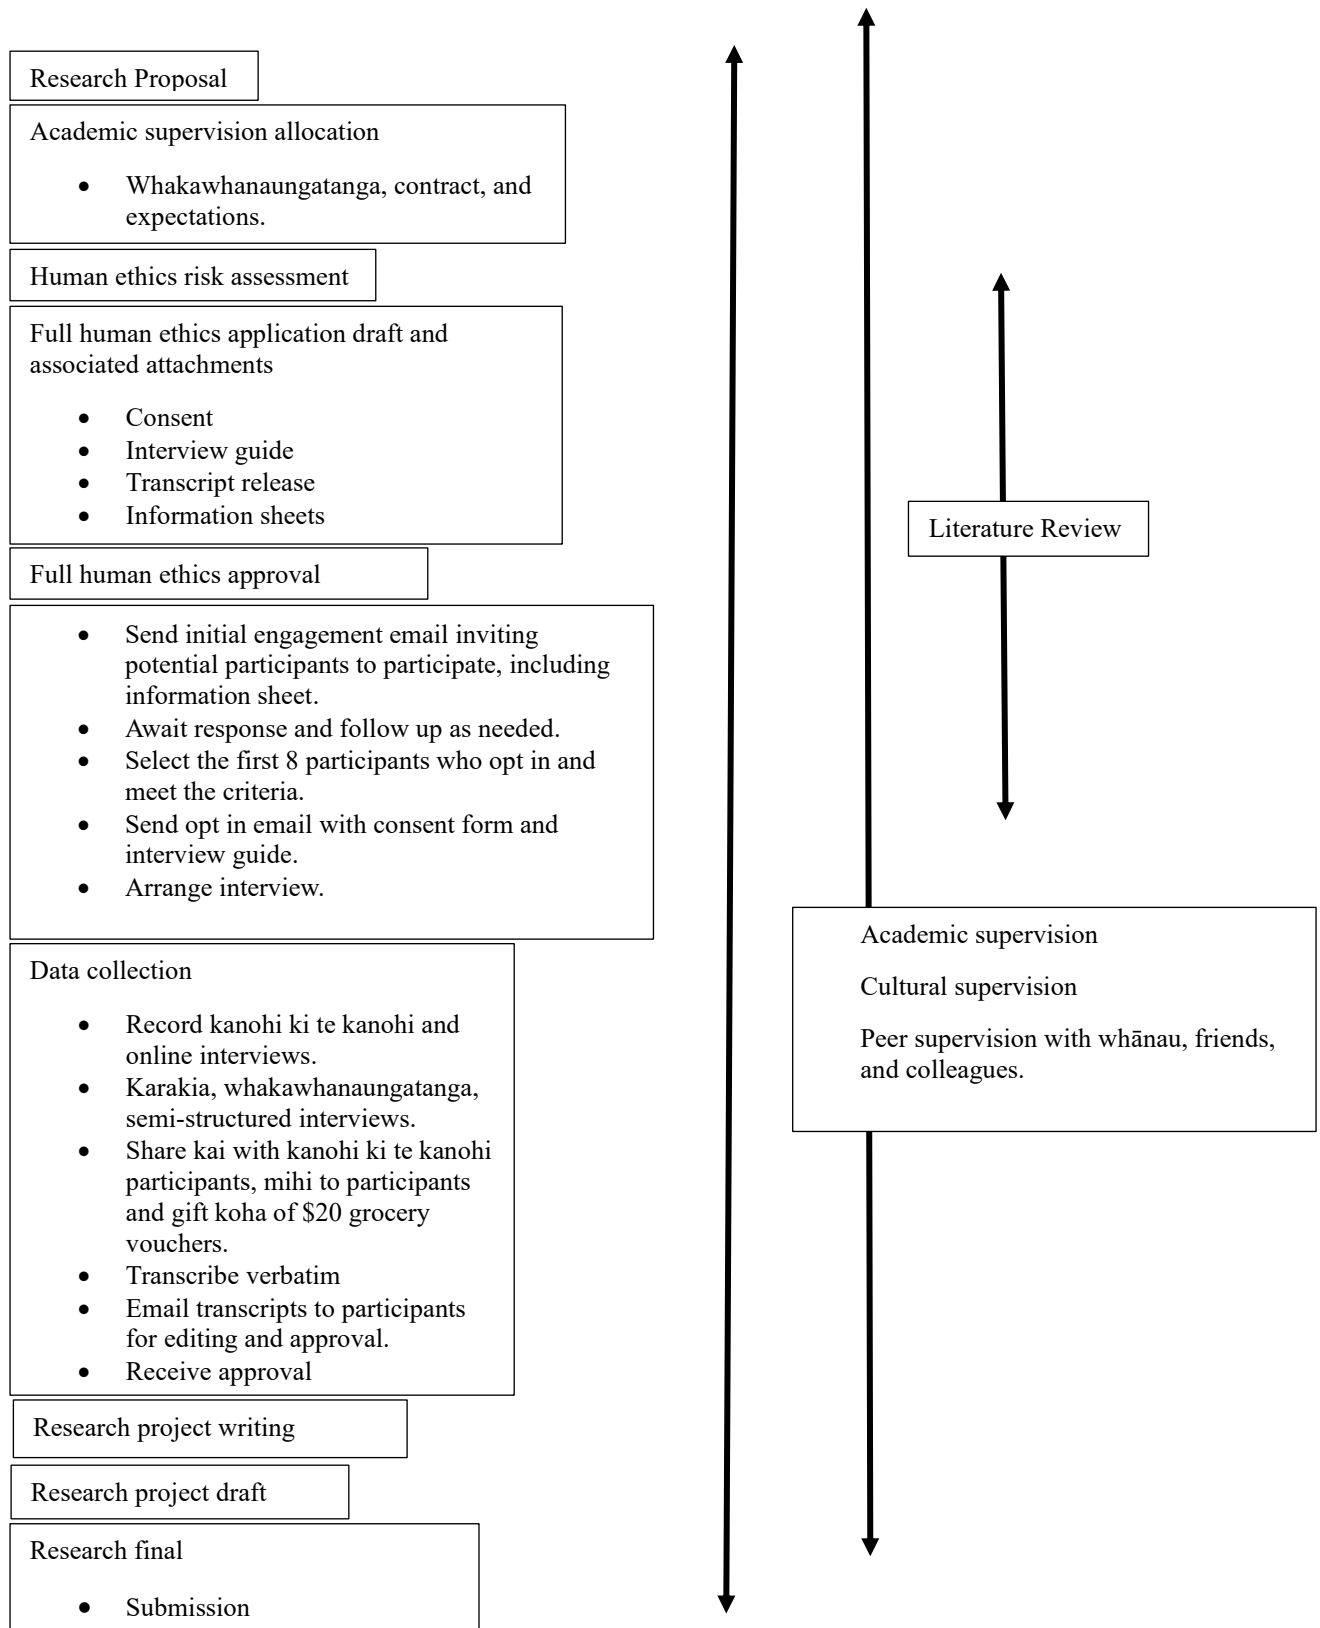 Research Proposal
Academic supervision allocation
• Whakawhanaungatanga, contract, and
expectations.
Human ethics risk assessment
Full human ethics application draft and
associated attachments
• Consent
• Interview guide
• Transcript release
• Information sheets
Full human ethics approval
• Send initial engagement email inviting
potential participants to participate, including
information sheet.
• Await response and follow up as needed.
• Select the first 8 participants who opt in and
meet the criteria.
• Send opt in email with consent form and
interview guide.
• Arrange interview.
Data collection
• Record kanohi ki te kanohi and
online interviews.
• Karakia, whakawhanaungatanga,
semi-structured interviews.
• Share kai with kanohi ki te kanohi
participants, mihi to participants
and gift koha of $20 grocery
vouchers.
• Transcribe verbatim
• Email transcripts to participants
for editing and approval.
• Receive approval
Research project writing
Research project draft
Research final
• Submission
Literature Review
Academic supervision
Cultural supervision
Peer supervision with whānau, friends,
and colleagues.